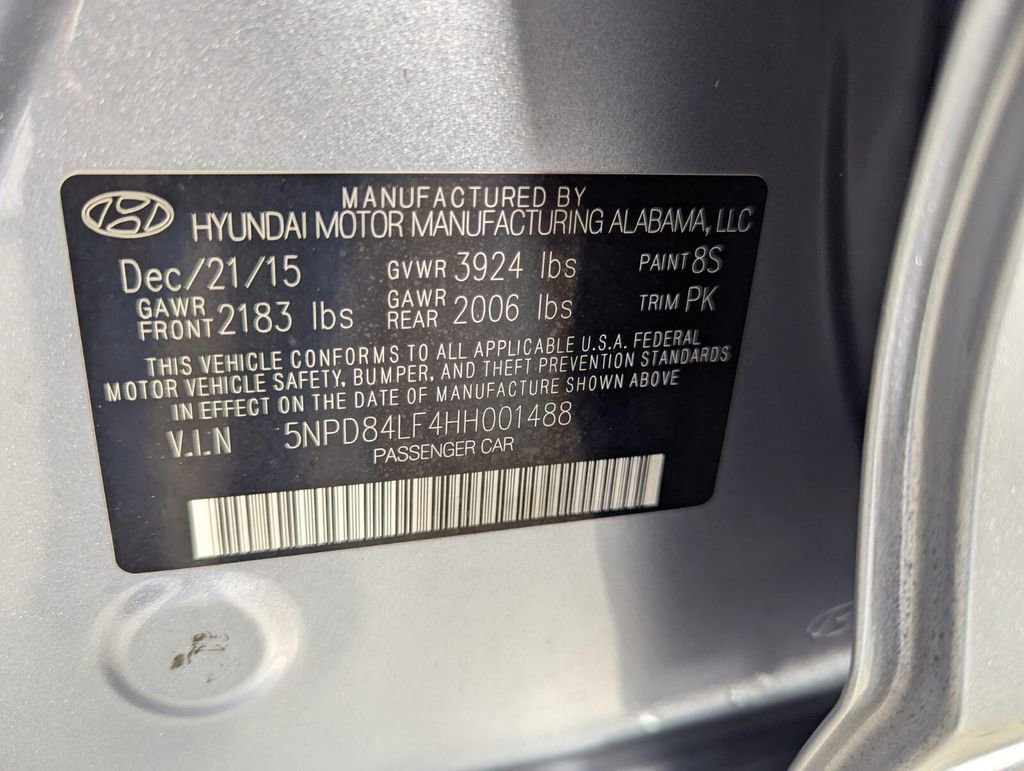 MANUFACTURED BY
HYUNDAI MOTOR MANUFACTURING ALABAMA, LLC
Dec/21/15 GVWR 3924 lbs PAINT 8S
GAWR FRONT 2183 lbs GAWR REAR 2006 lbs TRIM PK
THIS VEHICLE CONFORMS TO ALL APPLICABLE U.S.A. FEDERAL
MOTOR VEHICLE SAFETY, BUMPER, AND THEFT PREVENTION STANDARDS
IN EFFECT ON THE DATE OF MANUFACTURE SHOWN ABOVE
V.I.N 5NPD84LF4HH001488
PASSENGER CAR